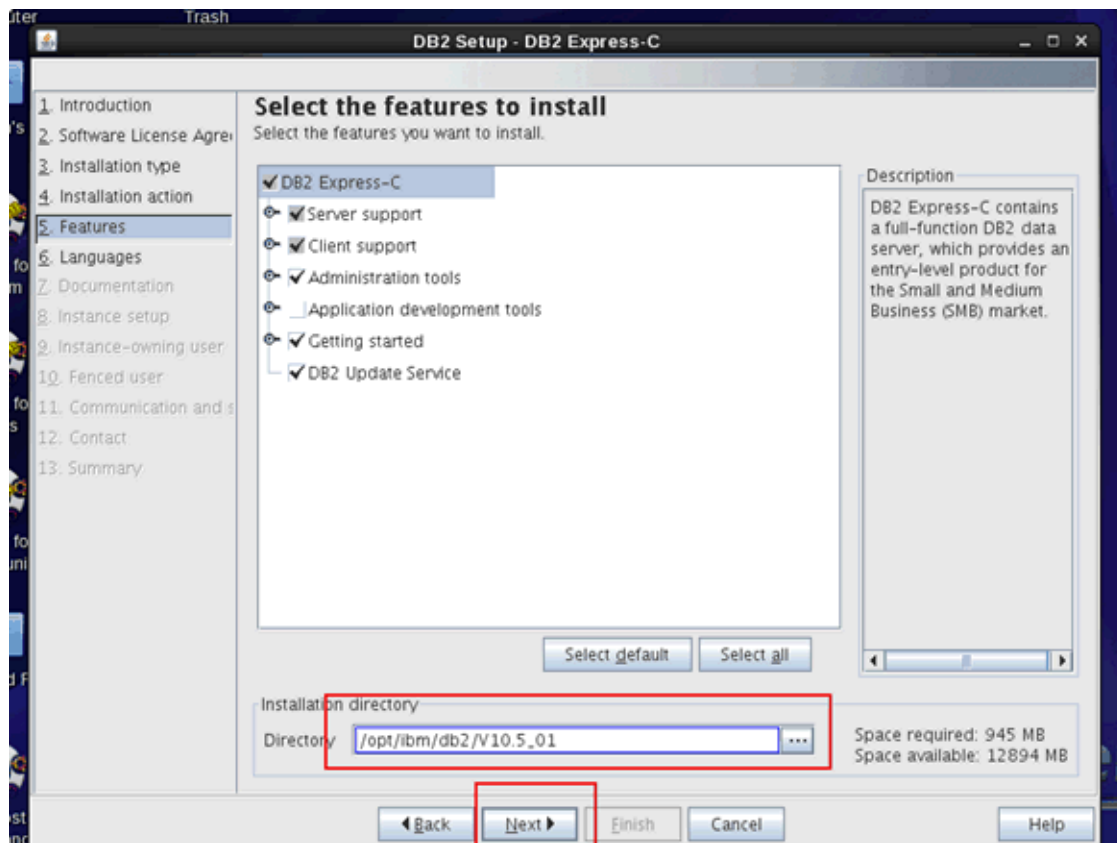 Trash
DB2 Setup - DB2 Express-C
1. Introduction
2. Software License Agre
3. Installation type
4. Installation action
5. Features
6. Languages
7. Documentation
8. Instance setup
9. Instance-owning user
10. Fenced user
11. Communication and s
12. Contact
13. Summary
Select the features to install
Select the features you want to install.
DB2 Express-C
Server support
Client support
Administration tools
Application development tools
Getting started
DB2 Update Service
Description
DB2 Express-C contains
a full-function DB2 data
server, which provides an
entry-level product for
the Small and Medium
Business (SMB) market.
Select default
Select all
Installation directory
Directory
/opt/ibm/db2/V10.5_01
...
Space required: 945 MB
Space available: 12894 MB
Back
Next
Finish
Cancel
Help